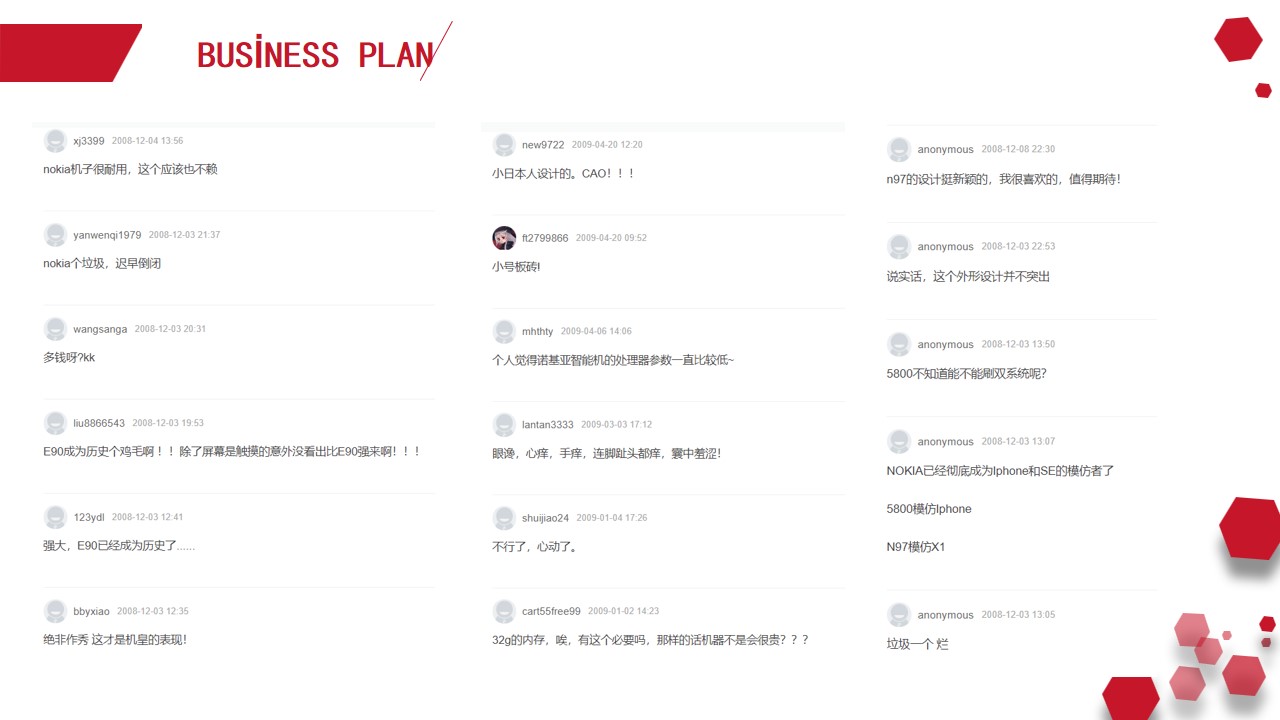 BUSiNESS PLAN
xj3399 2008-12-04 13:56
nokia机子很耐用，这个应该也不赖
yanwenqi1979 2008-12-03 21:37
nokia个垃圾，迟早倒闭
wangsanga 2008-12-03 20:31
多钱呀?kk
liu8866543 2008-12-03 19:53
E90成为历史个鸡毛啊！！除了屏幕是触摸的意外没看出比E90强来啊！！！
123ydl 2008-12-03 12:41
强大，E90已经成为历史了......
bbyxiao 2008-12-03 12:35
绝非作秀 这才是机皇的表现！
new9722 2009-04-20 12:20
小日本人设计的。CAO！！！
ft2799866 2009-04-20 09:52
小号板砖!
mhthty 2009-04-06 14:06
个人觉得诺基亚智能机的处理器参数一直比较低~
lantan3333 2009-03-03 17:12
眼谗，心痒，手痒，连脚趾头都痒，囊中羞涩！
shuijiao24 2009-01-04 17:26
不行了，心动了。
cart55free99 2009-01-02 14:23
32g的内存，唉，有这个必要吗，那样的话机器不是会很贵？？？
anonymous 2008-12-08 22:30
n97的设计挺新颖的，我很喜欢的，值得期待！
anonymous 2008-12-03 22:53
说实话，这个外形设计并不突出
anonymous 2008-12-03 13:50
5800不知道能不能刷双系统呢？
anonymous 2008-12-03 13:07
NOKIA已经彻底成为Iphone和SE的模仿者了
5800模仿Iphone
N97模仿X1
anonymous 2008-12-03 13:05
垃圾一个 烂